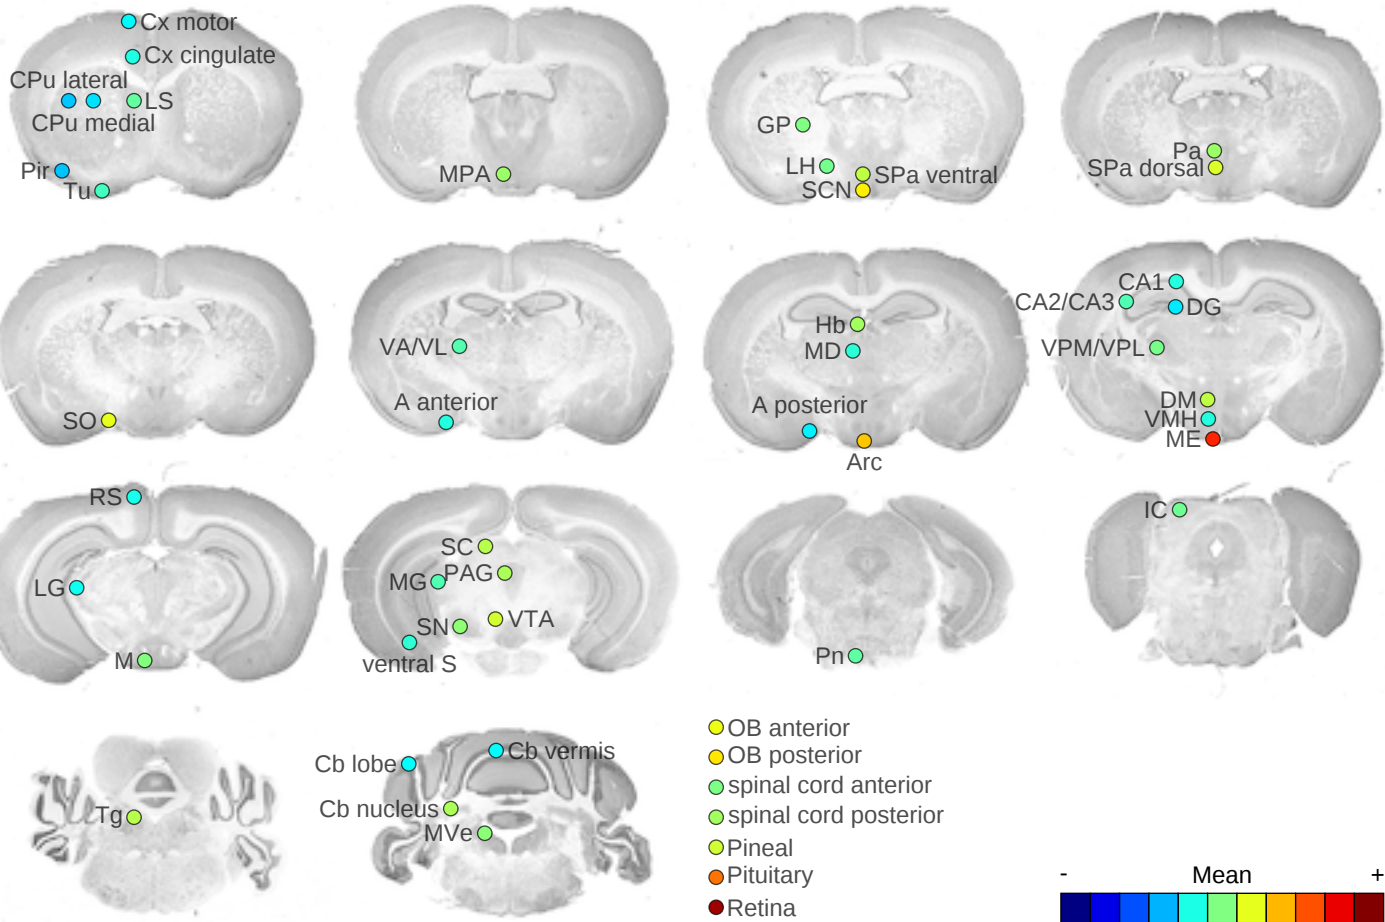 Cx motor
Cx cingulate
CPu lateral
LS
CPu medial
Pir
Tu
MPA
GP
LH
SPa ventral
SCN
Pa
SPa dorsal
SO
VA/VL
A anterior
Hb
MD
A posterior
Arc
CA1
CA2/CA3
DG
VPM/VPL
DM
VMH
ME
RS
LG
M
SC
MG
PAG
SN
VTA
ventral S
Pn
IC
Tg
Cb lobe
Cb vermis
Cb nucleus
MVe
OB anterior
OB posterior
spinal cord anterior
spinal cord posterior
Pineal
Pituitary
Retina
- Mean +